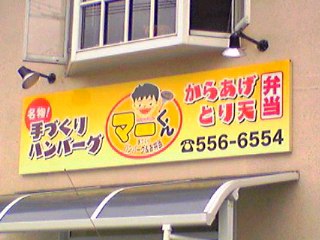 名物!
手づくり
ハンバーグ
マーくん
からあげ
とり天
弁当
☎556-6554